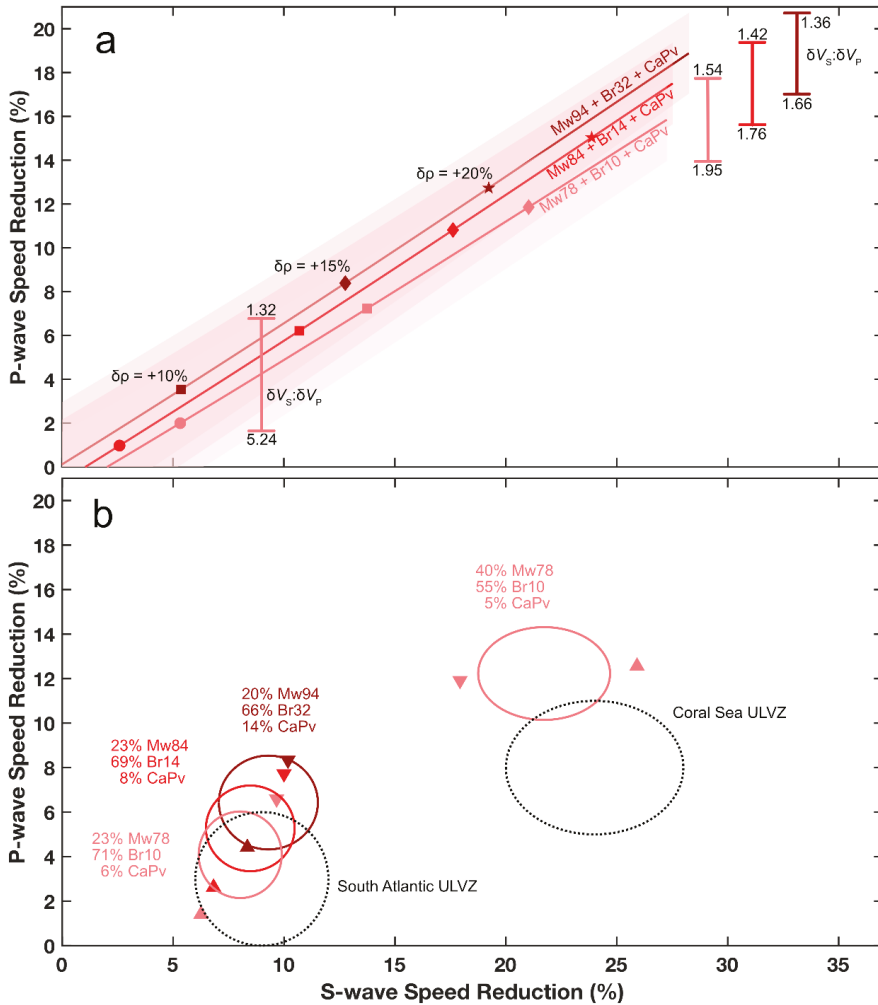 a
P-wave Speed Reduction (%)
20
18
16
14
12
10
8
6
4
2
0
Mw94 + Br32 + CaPv
Mw84 + Br14 + CaPv
Mw78 + Br10 + CaPv
δρ = +20%
δρ = +15%
δρ = +10%
1.32
δVS:δVP
5.24
1.54
1.95
1.42
1.76
1.36
δVS:δVP
1.66
b
P-wave Speed Reduction (%)
20
18
16
14
12
10
8
6
4
2
0
40% Mw78
55% Br10
5% CaPv
20% Mw94
66% Br32
14% CaPv
23% Mw84
69% Br14
8% CaPv
23% Mw78
71% Br10
6% CaPv
Coral Sea ULVZ
South Atlantic ULVZ
0 5 10 15 20 25 30 35
S-wave Speed Reduction (%)